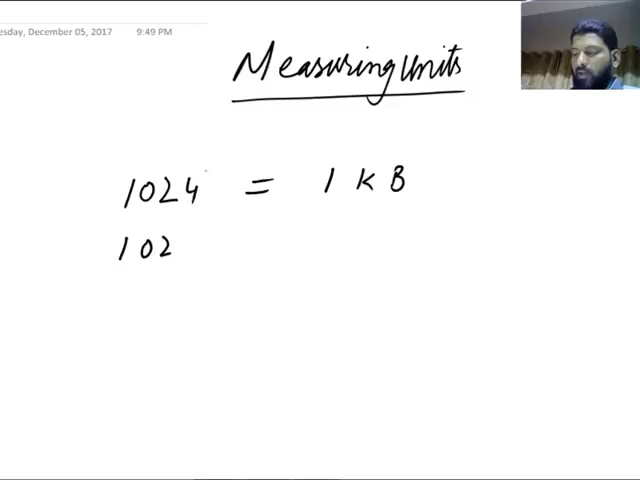 esday, December 05, 2017 9:49 PM
Measuring Units
1024 = 1 KB
102